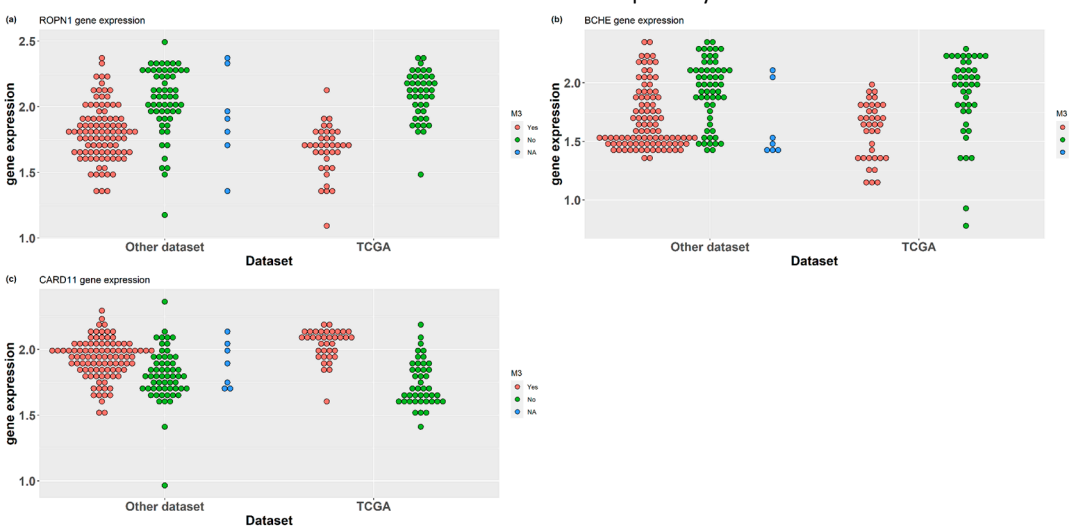 (a) ROPN1 gene expression
2.5
2.0
1.5
1.0
gene expression
Other dataset
TCGA
Dataset
M3
Yes
No
NA
(b) BCHE gene expression
2.0
1.5
1.0
gene expression
Other dataset
TCGA
Dataset
M3
(c) CARD11 gene expression
2.0
1.5
1.0
gene expression
Other dataset
TCGA
Dataset
M3
Yes
No
NA